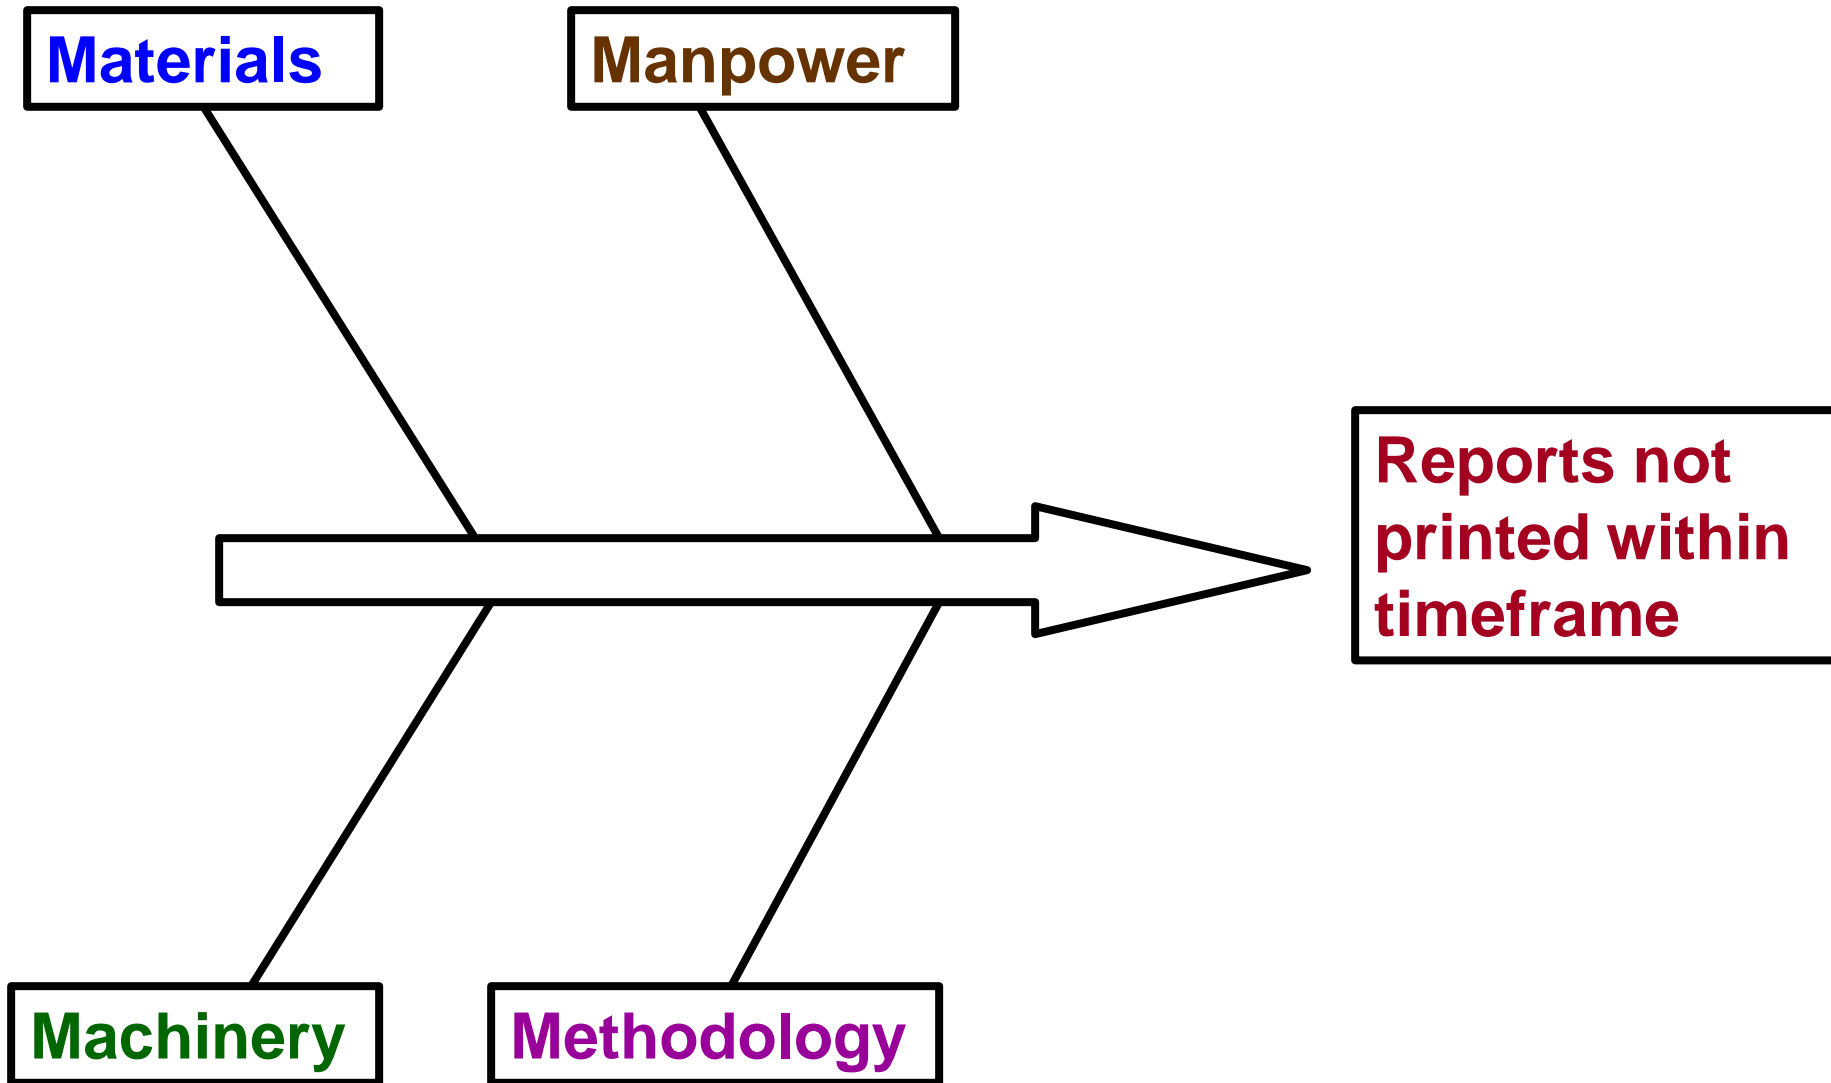 Materials
Manpower
Reports not
printed within
timeframe
Machinery
Methodology